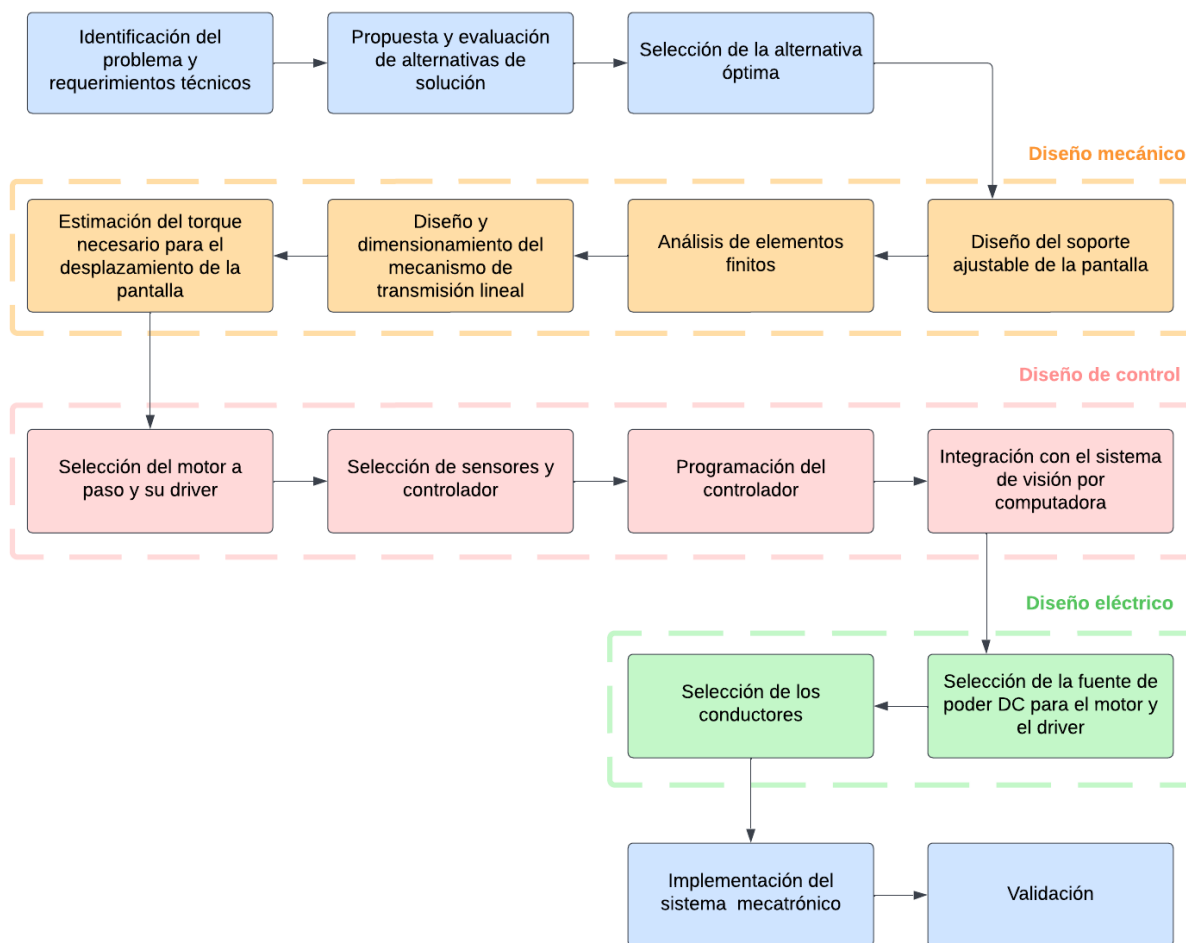 Identificación del
problema y
requerimientos técnicos
Propuesta y evaluación
de alternativas de
solución
Selección de la alternativa
óptima
Diseño mecánico
Estimación del torque
necesario para el
desplazamiento de la
pantalla
Diseño y
dimensionamiento del
mecanismo de
transmisión lineal
Análisis de elementos
finitos
Diseño del soporte
ajustable de la pantalla
Diseño de control
Selección del motor a
paso y su driver
Selección de sensores y
controlador
Programación del
controlador
Integración con el sistema
de visión por
computadora
Diseño eléctrico
Selección de los
conductores
Selección de la fuente de
poder DC para el motor y
el driver
Implementación del
sistema mecatrónico
Validación